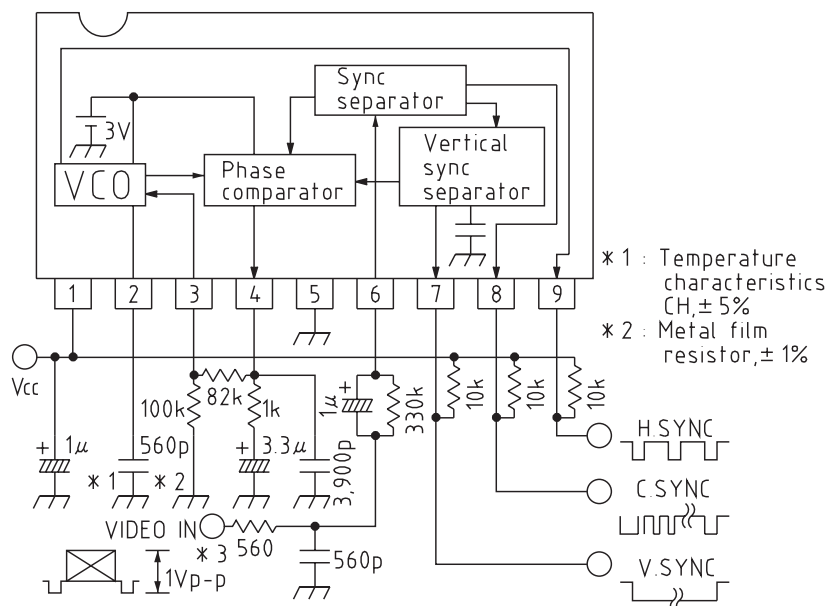 Sync
separator
3V
Vertical
sync
separator
VCO
Phase
comparator
1 2 3 4 5 6 7 8 9
* 1 : Temperature
characteristics
CH, ± 5%
* 2 : Metal film
resistor, ± 1%
Vcc
82k
100k
1k
1μ
330k
10k
10k
10k
+ 1μ
560p
+ 3.3μ
3,900p
+
* 1
* 2
H.SYNC
C.SYNC
V.SYNC
VIDEO IN
* 3
560
560p
1Vp-p